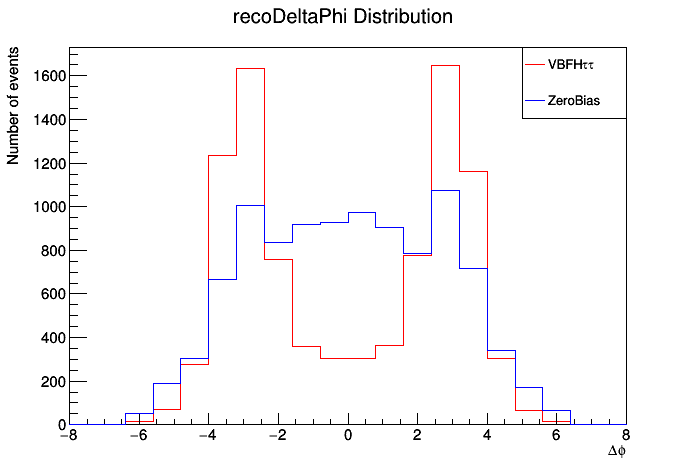 recoDeltaPhi Distribution
Number of events
1600
1400
1200
1000
800
600
400
200
0
−8 −6 −4 −2 0 2 4 6 8
Δϕ
VBFHττ
ZeroBias